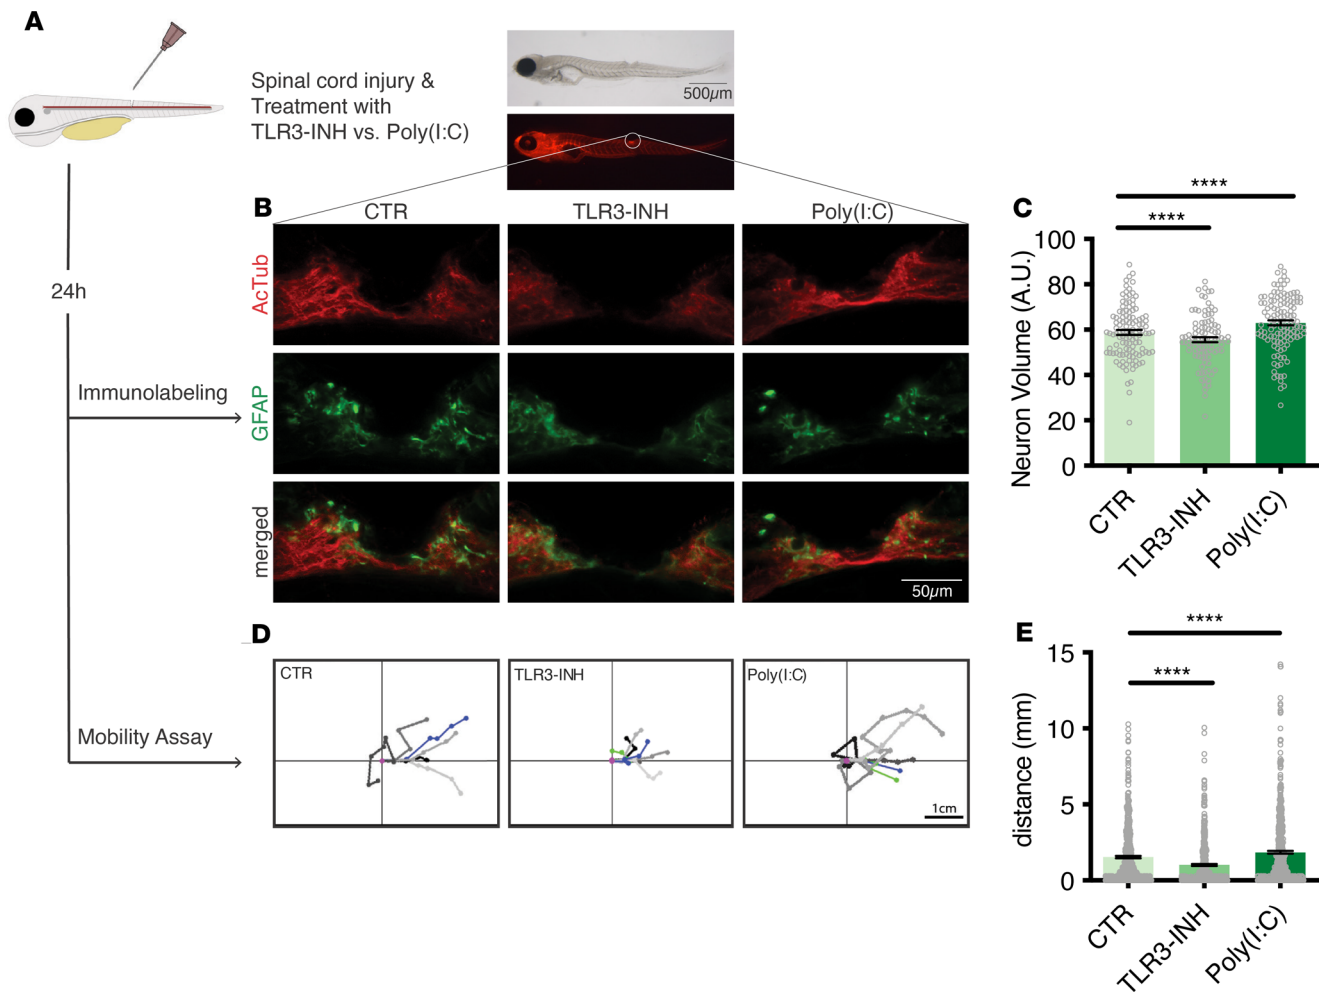 A
Spinal cord injury &
Treatment with
TLR3-INH vs. Poly(I:C)
500µm
24h
Immunolabeling
Mobility Assay
B
CTR TLR3-INH Poly(I:C)
AcTub
GFAP
merged
50µm
C
****
****
Neuron Volume (A.U.)
100
80
60
40
20
0
CTR
TLR3-INH
Poly(I:C)
_D
CTR
TLR3-INH
Poly(I:C)
1cm
E
****
****
distance (mm)
15
10
5
0
CTR
TLR3-INH
Poly(I:C)